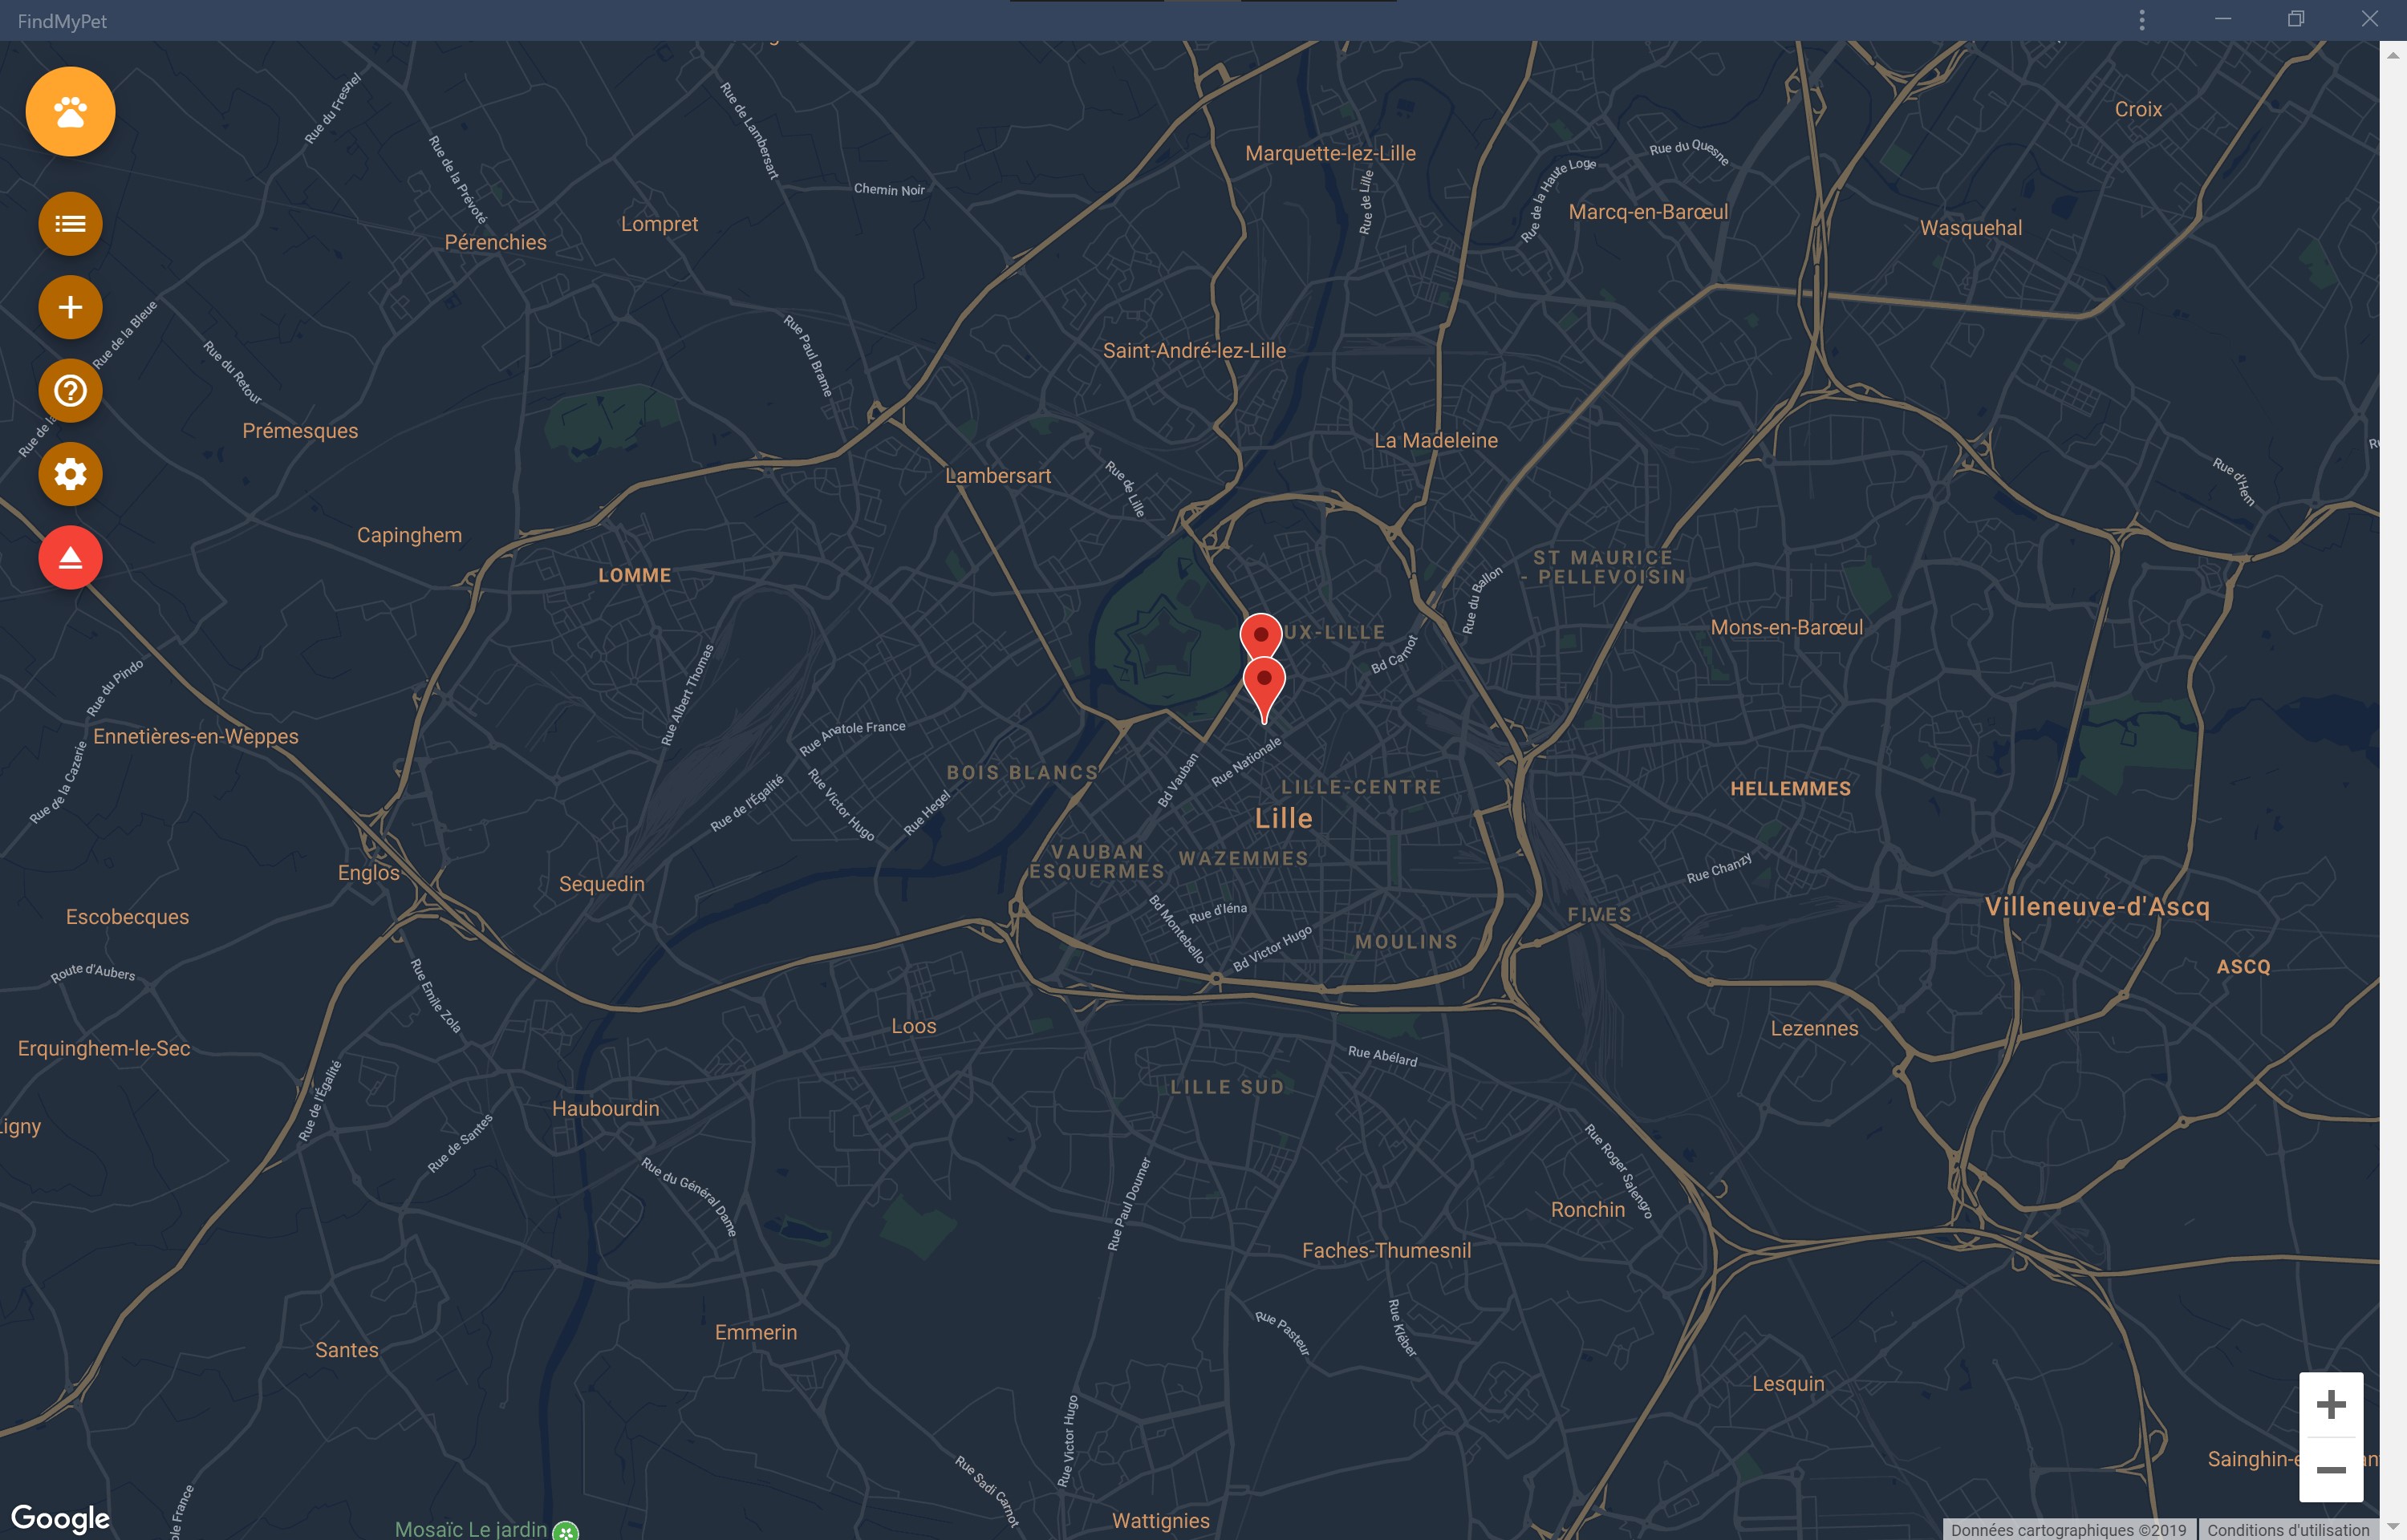 FindMyPet
Croix
Rue du Fresnel
Rue de Lambersart
Marquette-lez-Lille
Rue du Quesne
Rue de la Prévoté
Chemin Noir
Rue de Lille
Rue de la Haute Loge
Marcq-en-Barœul
Lompret
Pérenchies
Wasquehal
Rue de la Bleue
Rue du Retour
Rue Paul Brame
Saint-André-lez-Lille
Prémesques
La Madeleine
Lambersart
Rue de Lille
Rue d'Hem
Capinghem
LOMME
ST MAURICE
- PELLEVOISIN
Rue du Ballon
UX-LILLE
Mons-en-Barœul
Bd Carnot
Rue du Pindo
Rue Albert Thomas
Ennetières-en-Weppes
Rue Anatole France
Rue de la Cazerie
BOIS BLANCS
Bd Vauban
Rue Nationale
LILLE-CENTRE
HELLEMMES
Rue de l'Égalité
Rue Victor Hugo
Rue Hegel
Lille
VAUBAN
ESQUERMES
WAZEMMES
Englos
Sequedin
Rue Chanzy
Escobecques
Villeneuve-d'Ascq
Bd Montebello
Rue d'Iéna
FIVES
Bd Victor Hugo
MOULINS
Route d'Aubers
ASCQ
Rue Emile Zola
Loos
Lezennes
Erquinghem-le-Sec
Rue Abélard
LILLE SUD
Rue de l'Égalité
Haubourdin
igny
Rue de Santes
Rue du Général Dame
Rue Paul Doumer
Rue Roger Salengro
Ronchin
Faches-Thumesnil
Emmerin
Rue Pasteur
Rue Kléber
Santes
Lesquin
Rue Victor Hugo
Sainghin-e
Rue Sadi Carnot
Google
Mosaïc Le jardin
Wattignies
Données cartographiques ©2019
Conditions d'utilisation